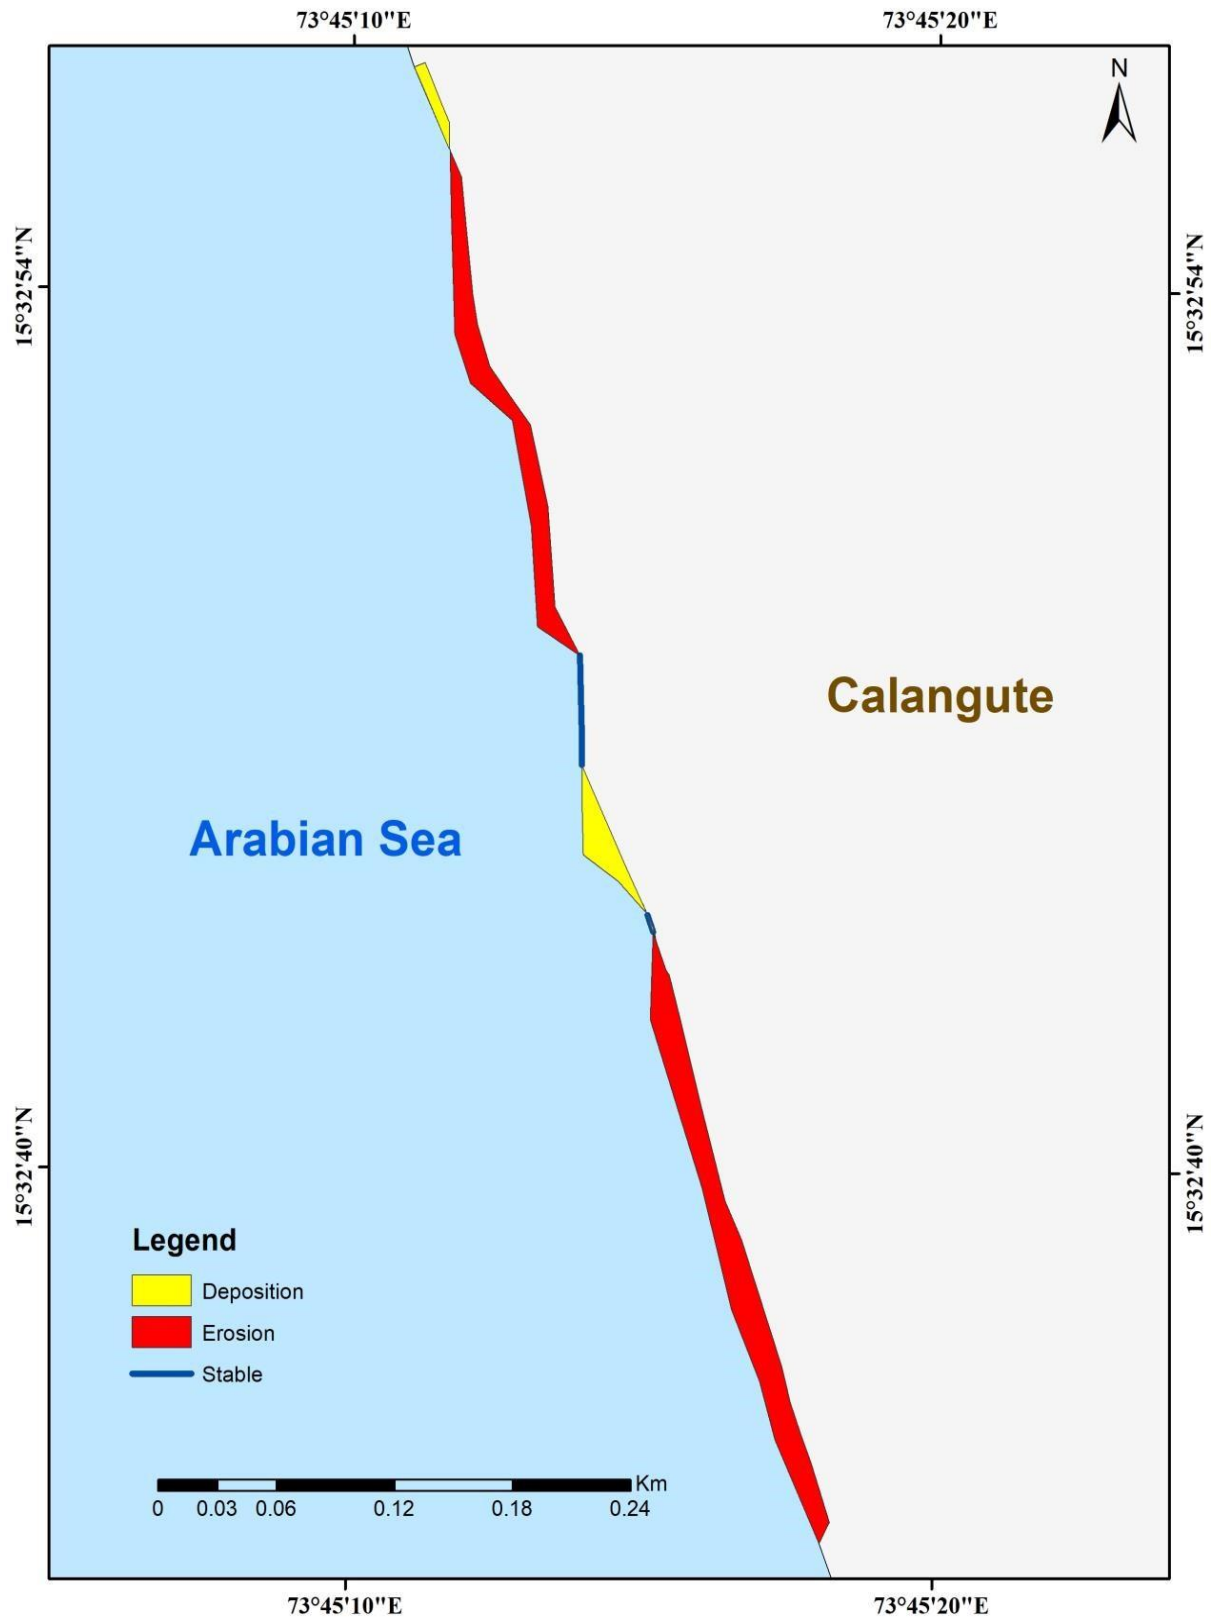 73°45'10"E 73°45'20"E
N
15°32'54"N 15°32'54"N
Calangute
Arabian Sea
15°32'40"N 15°32'40"N
Legend
Deposition
Erosion
Stable
Km
0 0.03 0.06 0.12 0.18 0.24
73°45'10"E 73°45'20"E